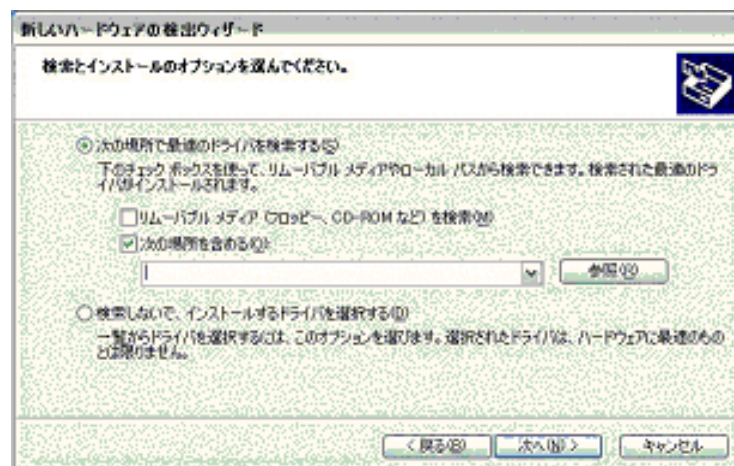 新しいハードウェアの検出ウィザード
検索とインストールのオプションを選んでください。
次の場所で最適のドライバを検索する(S)
下のチェック ボックスを使って、リムーバブル メディアやローカル パスから検索できます。検索された最適のドラ
イバがインストールされます。
リムーバブル メディア (フロッピー、CD-ROM など) を検索(M)
次の場所を含める(O):
参照(R)
検索しないで、インストールするドライバを選択する(D)
一覧からドライバを選択するには、このオプションを選びます。選択されたドライバは、ハードウェアに最適のもの
とは限りません。
< 戻る(B)
次へ(N) >
キャンセル